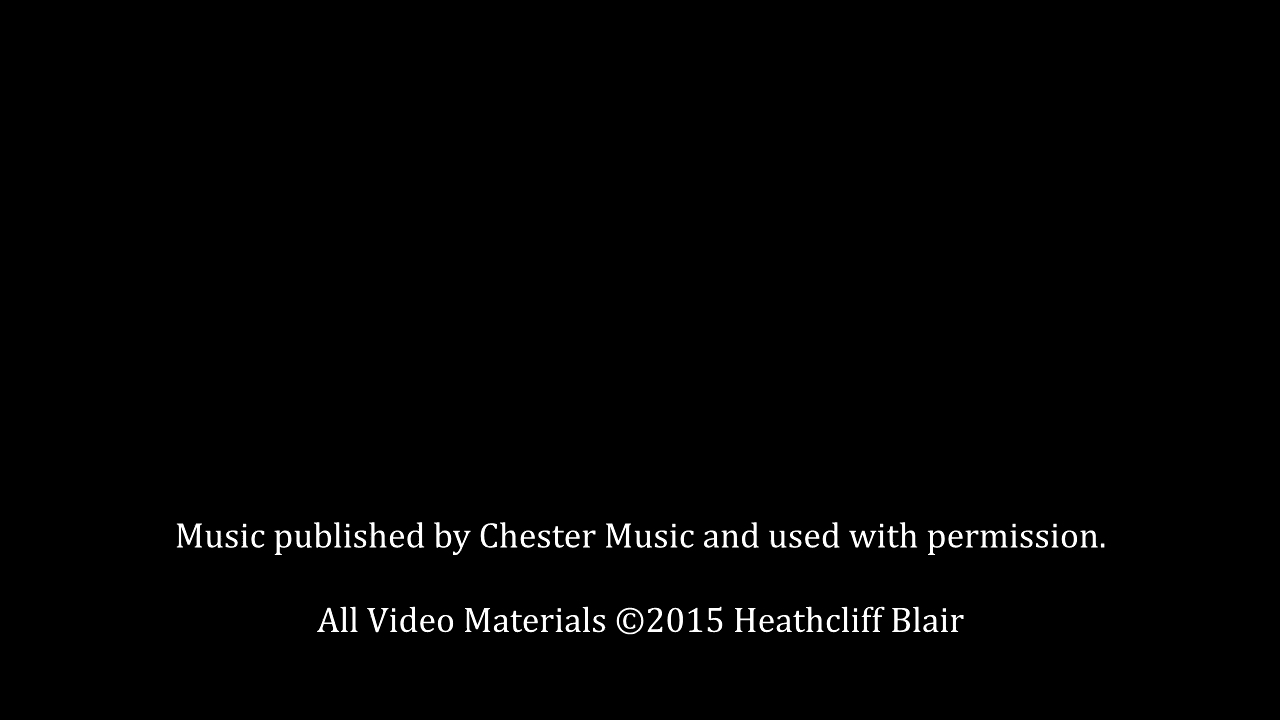 Music published by Chester Music and used with permission.
All Video Materials ©2015 Heathcliff Blair